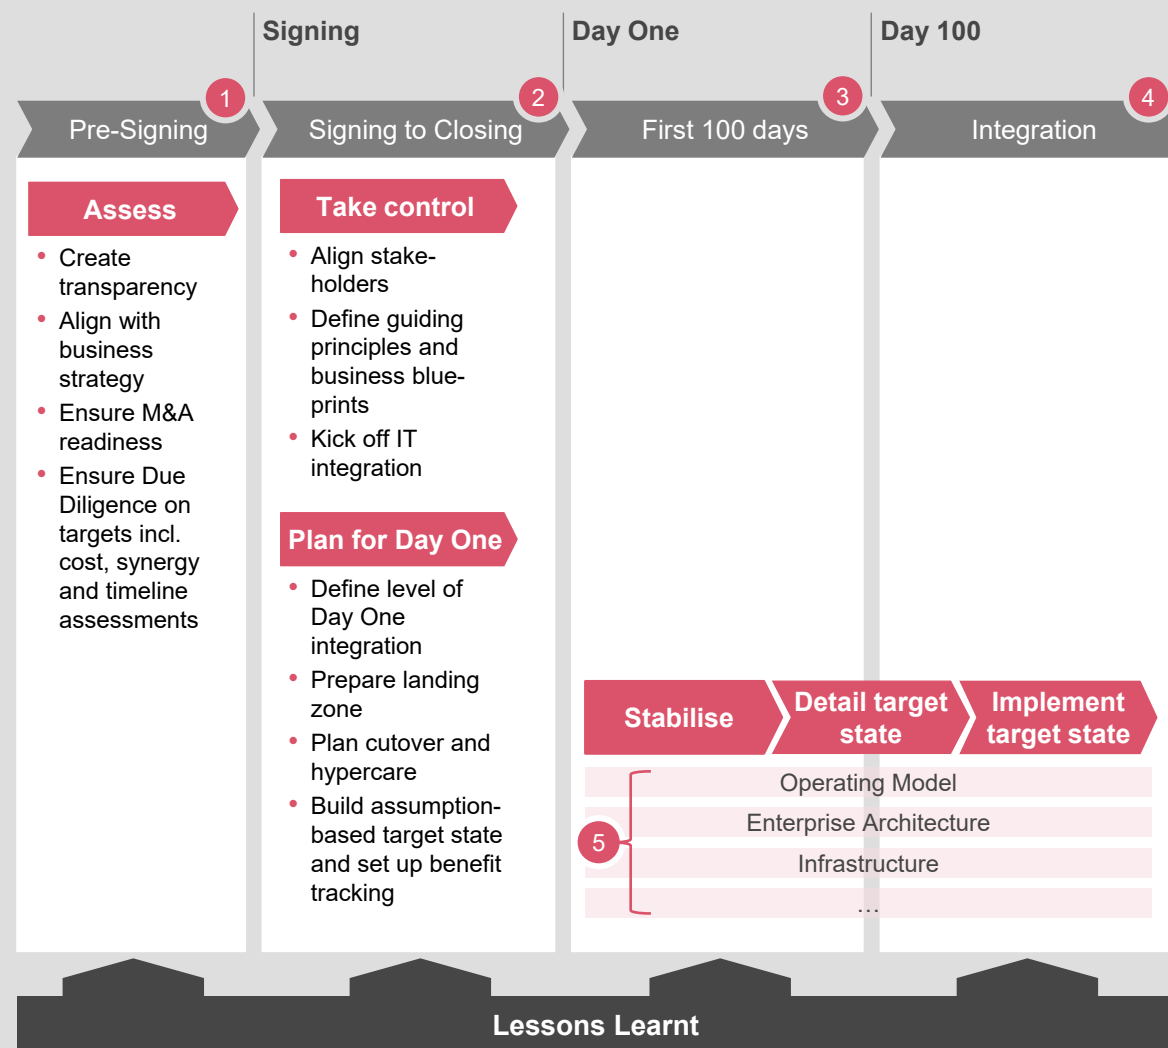 Signing
Day One
Day 100
1
2
3
4
Pre-Signing
Signing to Closing
First 100 days
Integration
Assess
• Create
transparency
• Align with
business
strategy
• Ensure M&A
readiness
• Ensure Due
Diligence on
targets incl.
cost, synergy
and timeline
assessments
Take control
• Align stake-
holders
• Define guiding
principles and
business blue-
prints
• Kick off IT
integration
Plan for Day One
• Define level of
Day One
integration
• Prepare landing
zone
• Plan cutover and
hypercare
• Build assumption-
based target state
and set up benefit
tracking
Stabilise
Detail target
state
Implement
target state
5
Operating Model
Enterprise Architecture
Infrastructure
…
Lessons Learnt